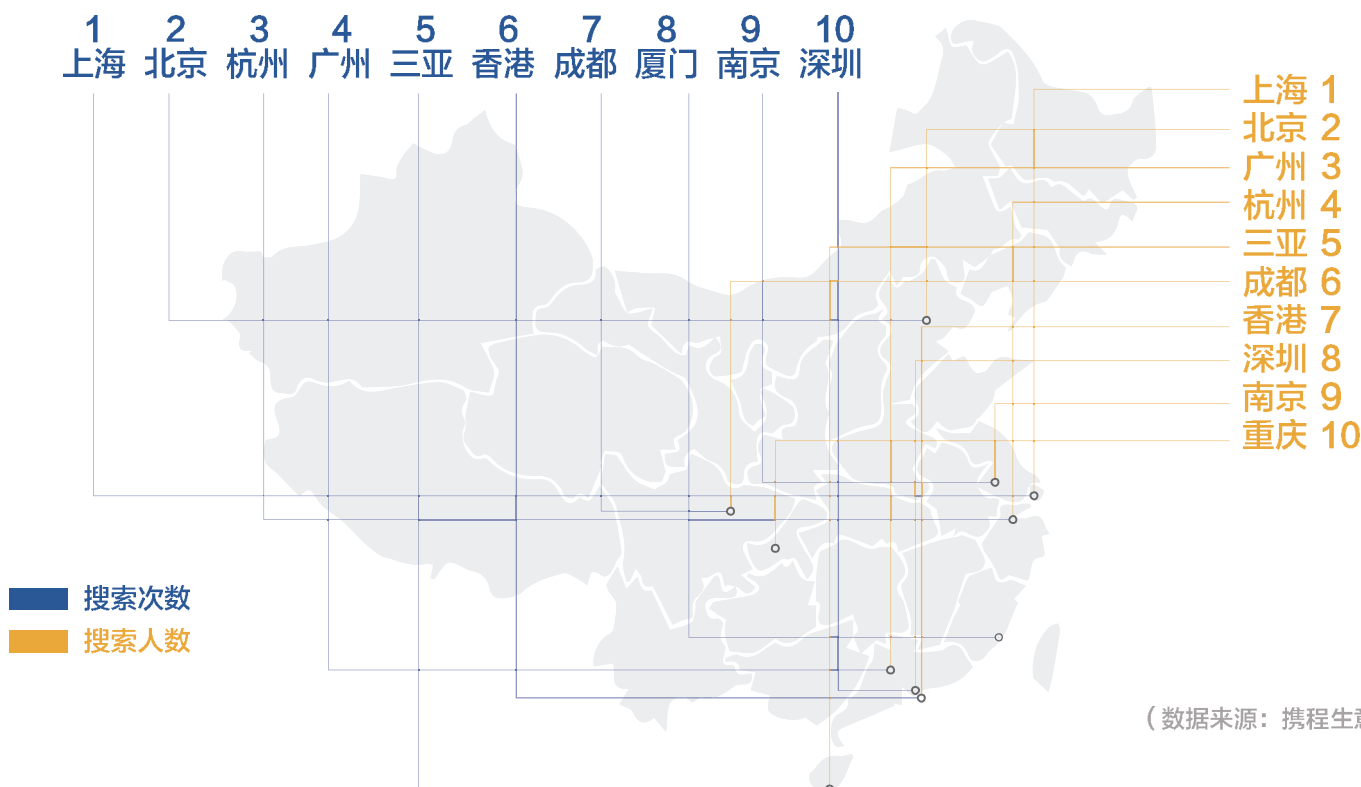 1 2 3 4 5 6 7 8 9 10
上海 北京 杭州 广州 三亚 香港 成都 厦门 南京 深圳
上海 1
北京 2
广州 3
杭州 4
三亚 5
成都 6
香港 7
深圳 8
南京 9
重庆 10
搜索次数
搜索人数
（数据来源：携程生意